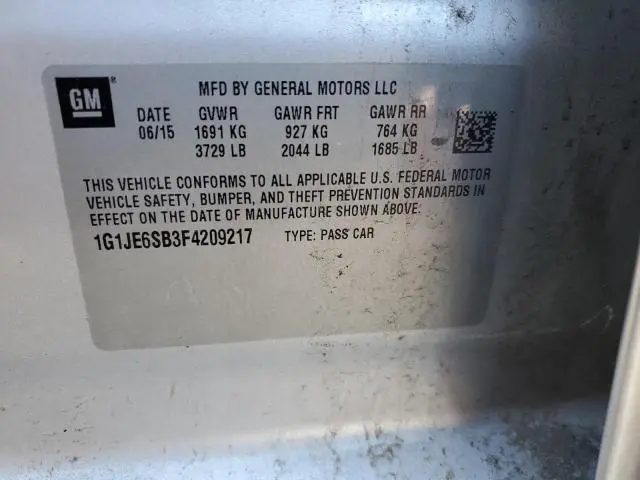 GM®
MFD BY GENERAL MOTORS LLC
DATE GVWR GAWR FRT GAWR RR
06/15 1691 KG 927 KG 764 KG
3729 LB 2044 LB 1685 LB
THIS VEHICLE CONFORMS TO ALL APPLICABLE U.S. FEDERAL MOTOR
VEHICLE SAFETY, BUMPER, AND THEFT PREVENTION STANDARDS IN
EFFECT ON THE DATE OF MANUFACTURE SHOWN ABOVE.
1G1JE6SB3F4209217 TYPE: PASS CAR